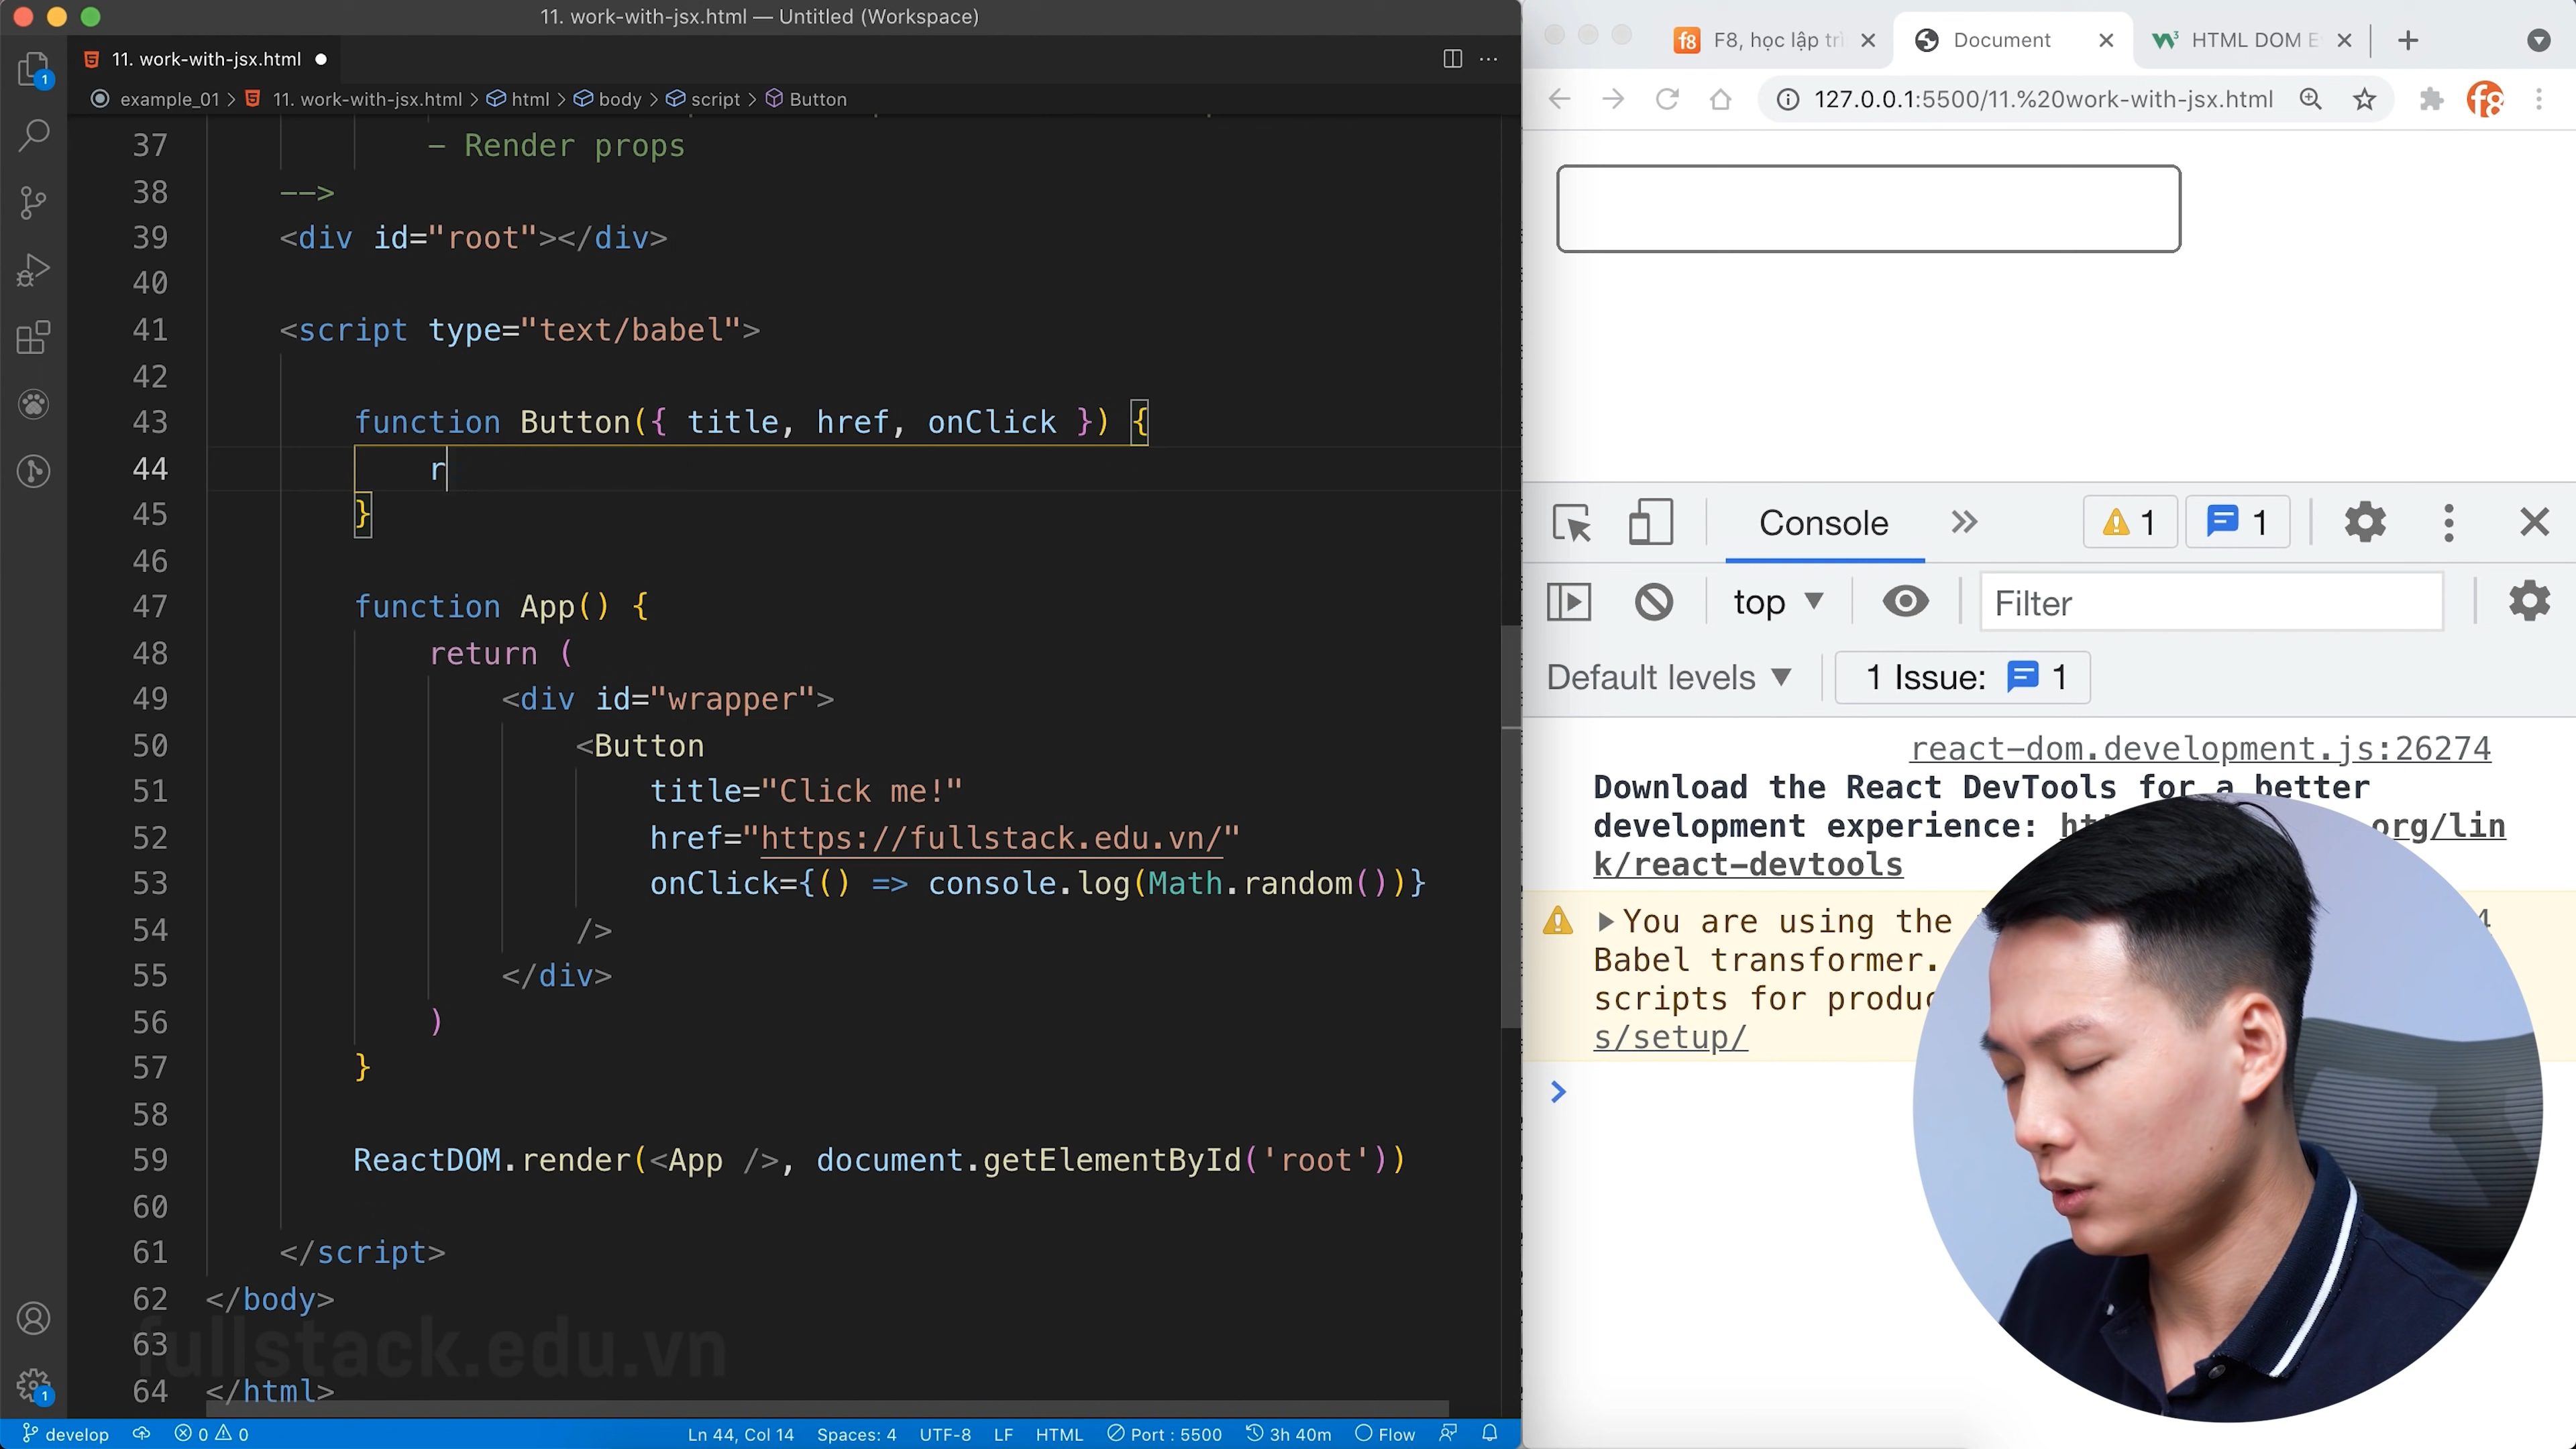 11. work-with-jsx.html — Untitled (Workspace)
11. work-with-jsx.html
example_01 > 11. work-with-jsx.html > html > body > script > Button
37 - Render props
38 -->
39 <div id="root"></div>
40
41 <script type="text/babel">
42
43 function Button({ title, href, onClick }) {
44 r
45 }
46
47 function App() {
48 return (
49 <div id="wrapper">
50 <Button
51 title="Click me!"
52 href="https://fullstack.edu.vn/"
53 onClick={() => console.log(Math.random())}
54 />
55 </div>
56 )
57 }
58
59 ReactDOM.render(<App />, document.getElementById('root'))
60
61 </script>
62 </body>
63
64 </html>
fullstack.edu.vn
1
1
develop 0 0 Ln 44, Col 14 Spaces: 4 UTF-8 LF HTML Port : 5500 3h 40m Flow
F8, học lập Document HTML DOM
127.0.0.1:5500/11.%20work-with-jsx.html
f8
Console 1 1
top Filter
Default levels 1 Issue: 1
react-dom.development.js:26274
Download the React DevTools for a better
development experience: org/lin
k/react-devtools
You are using the
Babel transformer.
scripts for
s/setup/